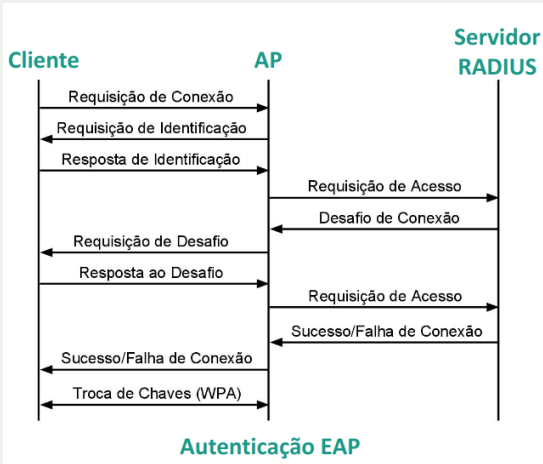 Servidor
RADIUS
Cliente
AP
Requisição de Conexão
Requisição de Identificação
Resposta de Identificação
Requisição de Acesso
Desafio de Conexão
Requisição de Desafio
Resposta ao Desafio
Requisição de Acesso
Sucesso/Falha de Conexão
Sucesso/Falha de Conexão
Troca de Chaves (WPA)
Autenticação EAP